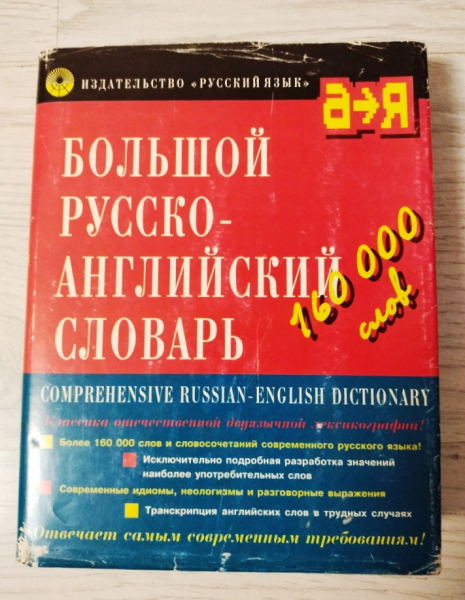 ИЗДАТЕЛЬСТВО «РУССКИЙ ЯЗЫК»
а→Я
БОЛЬШОЙ
РУССКО-
АНГЛИЙСКИЙ
СЛОВАРЬ
160 000
слов
COMPREHENSIVE RUSSIAN-ENGLISH DICTIONARY
Классика отечественной двуязычной лексикографии!
Более 160 000 слов и словосочетаний современного русского языка!
Исключительно подробная разработка значений
наиболее употребительных слов
Современные идиомы, неологизмы и разговорные выражения
Транскрипция английских слов в трудных случаях
Отвечает самым современным требованиям!